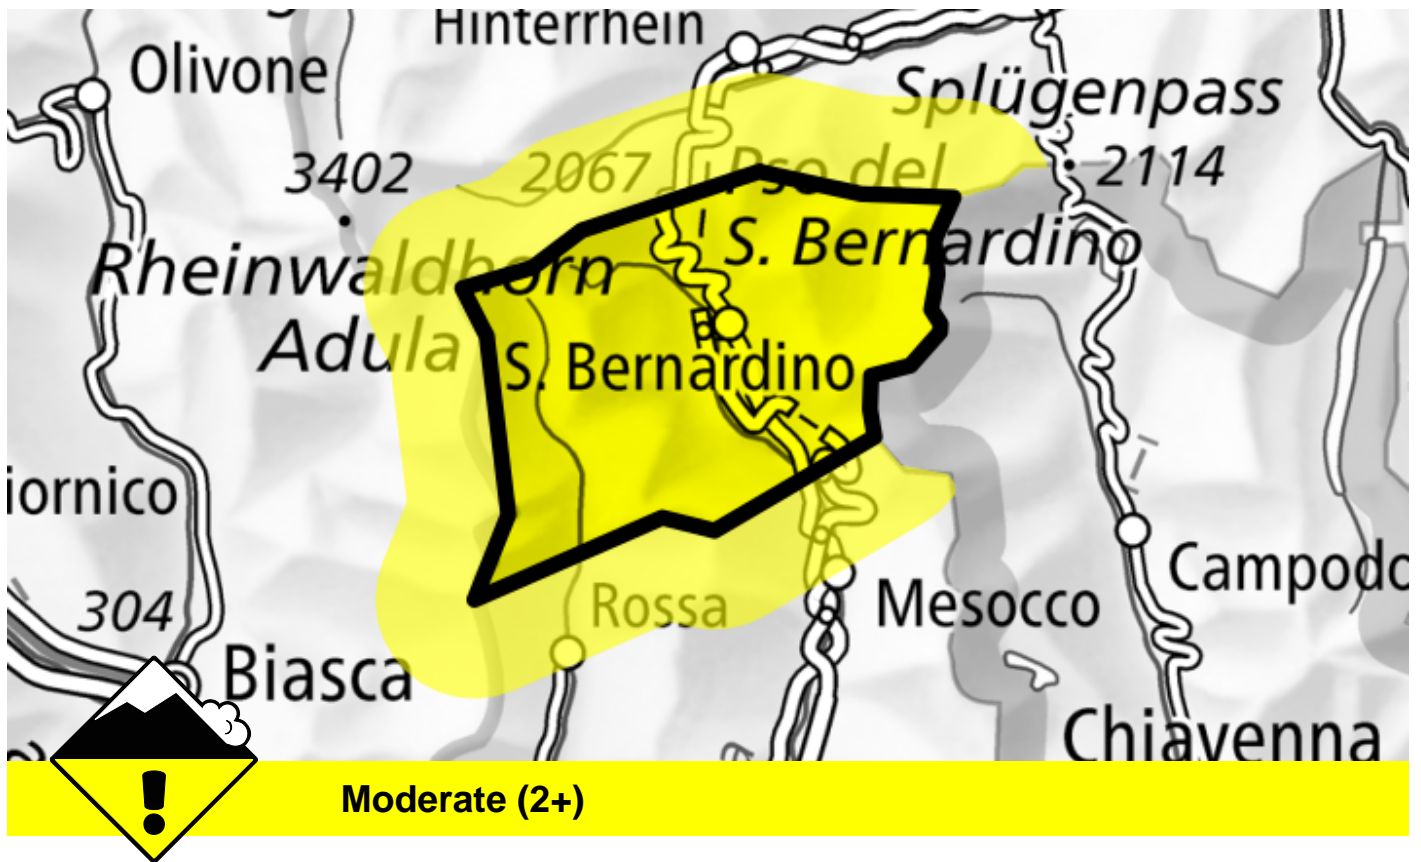 Hinterrhein
Olivone
Splügenpass
3402
2067
Pso del
2114
S. Bernardino
Rheinwaldhorn
Adula
S. Bernardino
iornico
Campodo
304
Rossa
Mesocco
Biasca
Chiavenna
Moderate (2+)